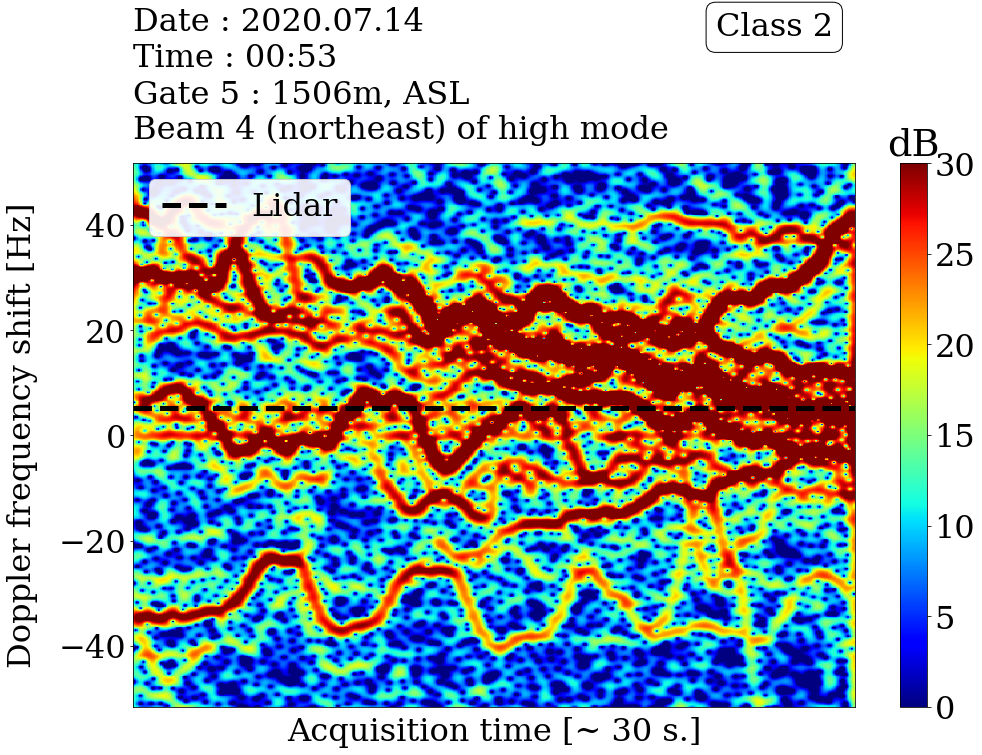 Date : 2020.07.14
Time : 00:53
Gate 5 : 1506m, ASL
Beam 4 (northeast) of high mode
Class 2
dB
Lidar
Doppler frequency shift [Hz]
40
20
0
−20
−40
Acquisition time [~ 30 s.]
30
25
20
15
10
5
0